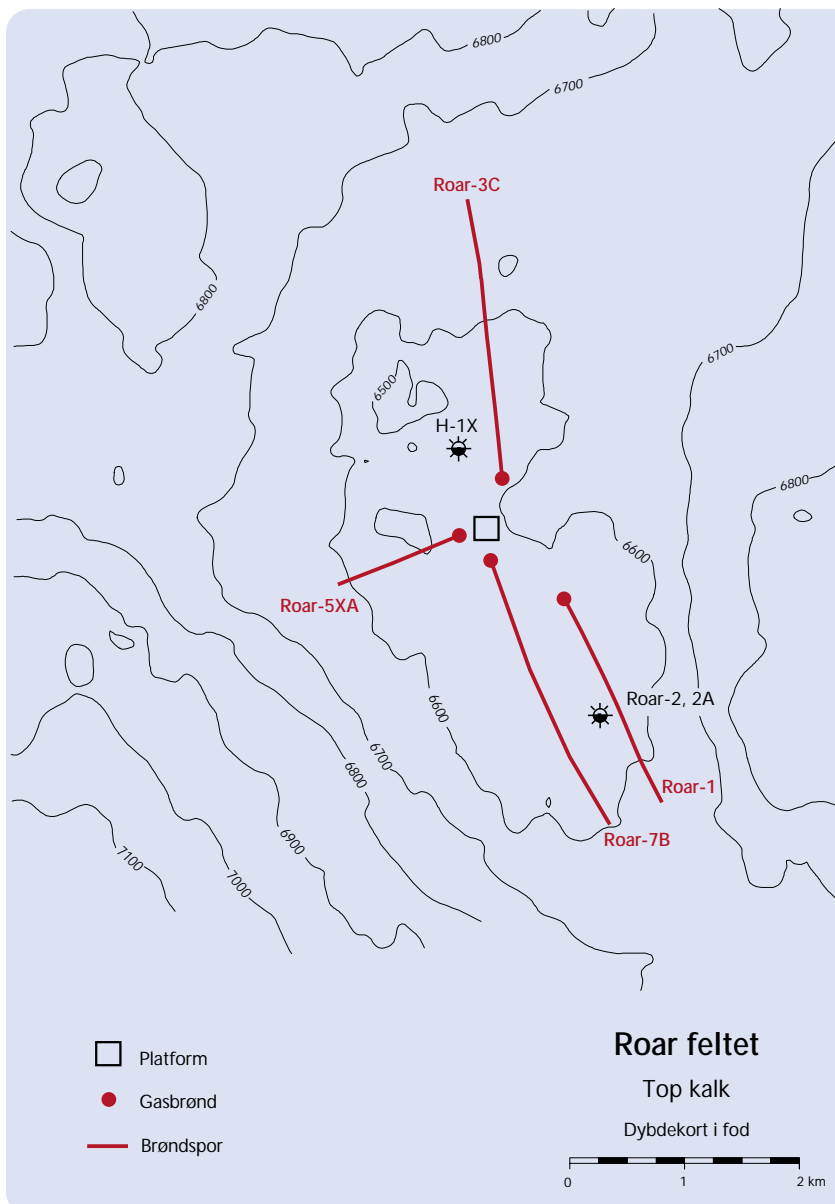 6800
6700
Roar-3C
6800
6700
6500
H-1X
6800
6600
Roar-5XA
Roar-2, 2A
6600
6700
6800
Roar-1
Roar-7B
6900
7100
7000
Roar feltet
Top kalk
Dybdekort i fod
Platform
Gasbrønd
Brøndspor
0 1 2 km